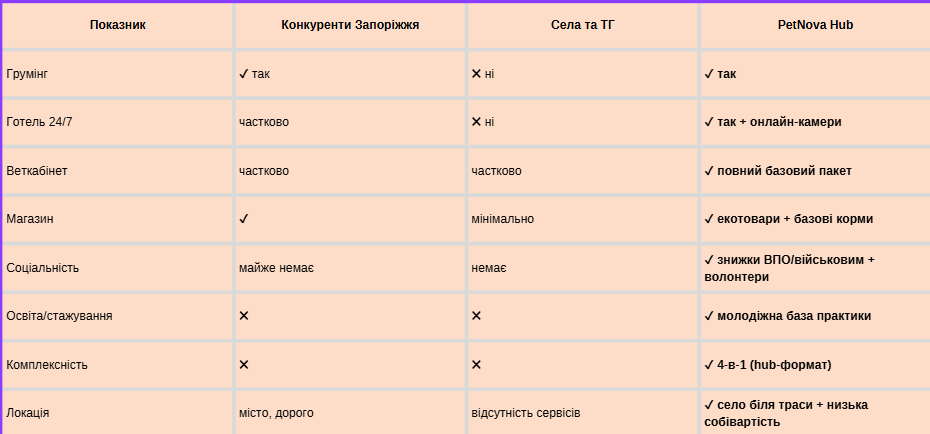 Показник Конкуренти Запоріжжя Села та ТГ PetNova Hub
Грумінг ✓ так ✕ ні ✓ так
Готель 24/7 частково ✕ ні ✓ так + онлайн-камери
Веткабінет частково частково ✓ повний базовий пакет
Магазин ✓ мінімально ✓ екотовари + базові корми
Соціальність майже немає немає ✓ знижки ВПО/військовим +
волонтери
Освіта/стажування ✕ ✕ ✓ молодіжна база практики
Комплексність ✕ ✕ ✓ 4-в-1 (hub-формат)
Локація місто, дорого відсутність сервісів ✓ село біля траси + низька
собівартість